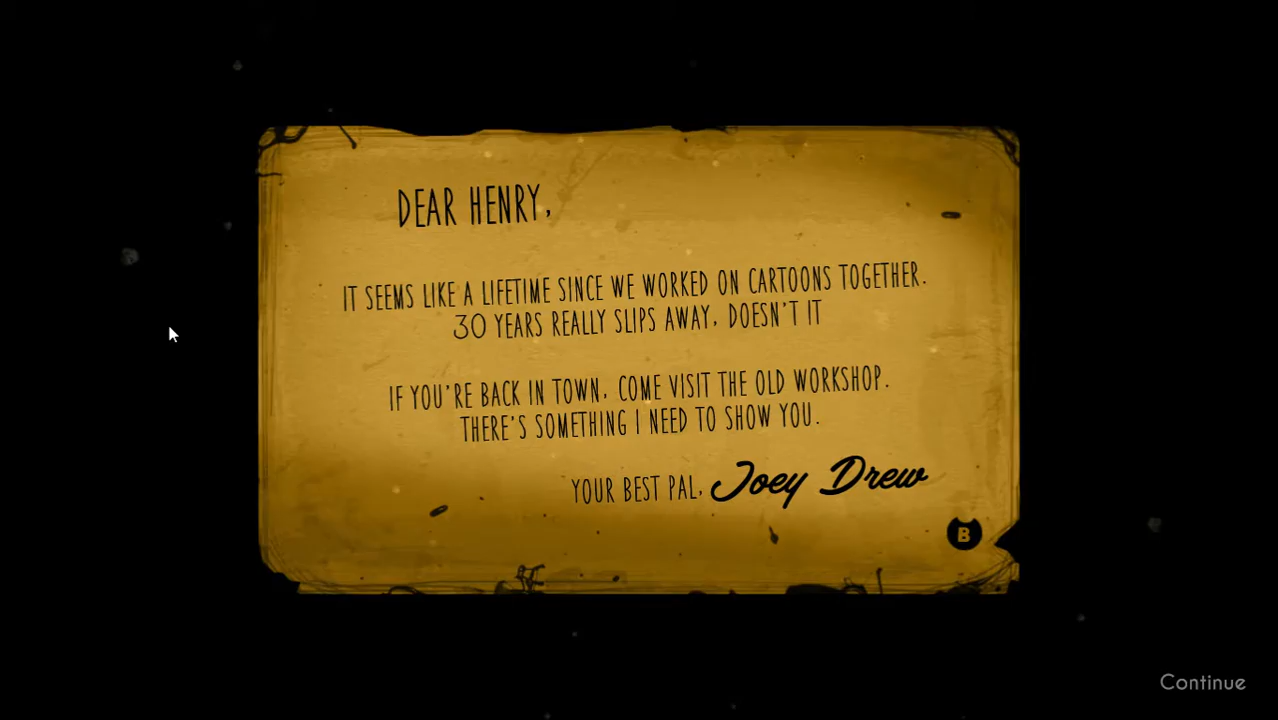 DEAR HENRY,
IT SEEMS LIKE A LIFETIME SINCE WE WORKED ON CARTOONS TOGETHER.
30 YEARS REALLY SLIPS AWAY, DOESN'T IT
IF YOU'RE BACK IN TOWN, COME VISIT THE OLD WORKSHOP.
THERE'S SOMETHING I NEED TO SHOW YOU.
YOUR BEST PAL, Joey Drew
B
Continue